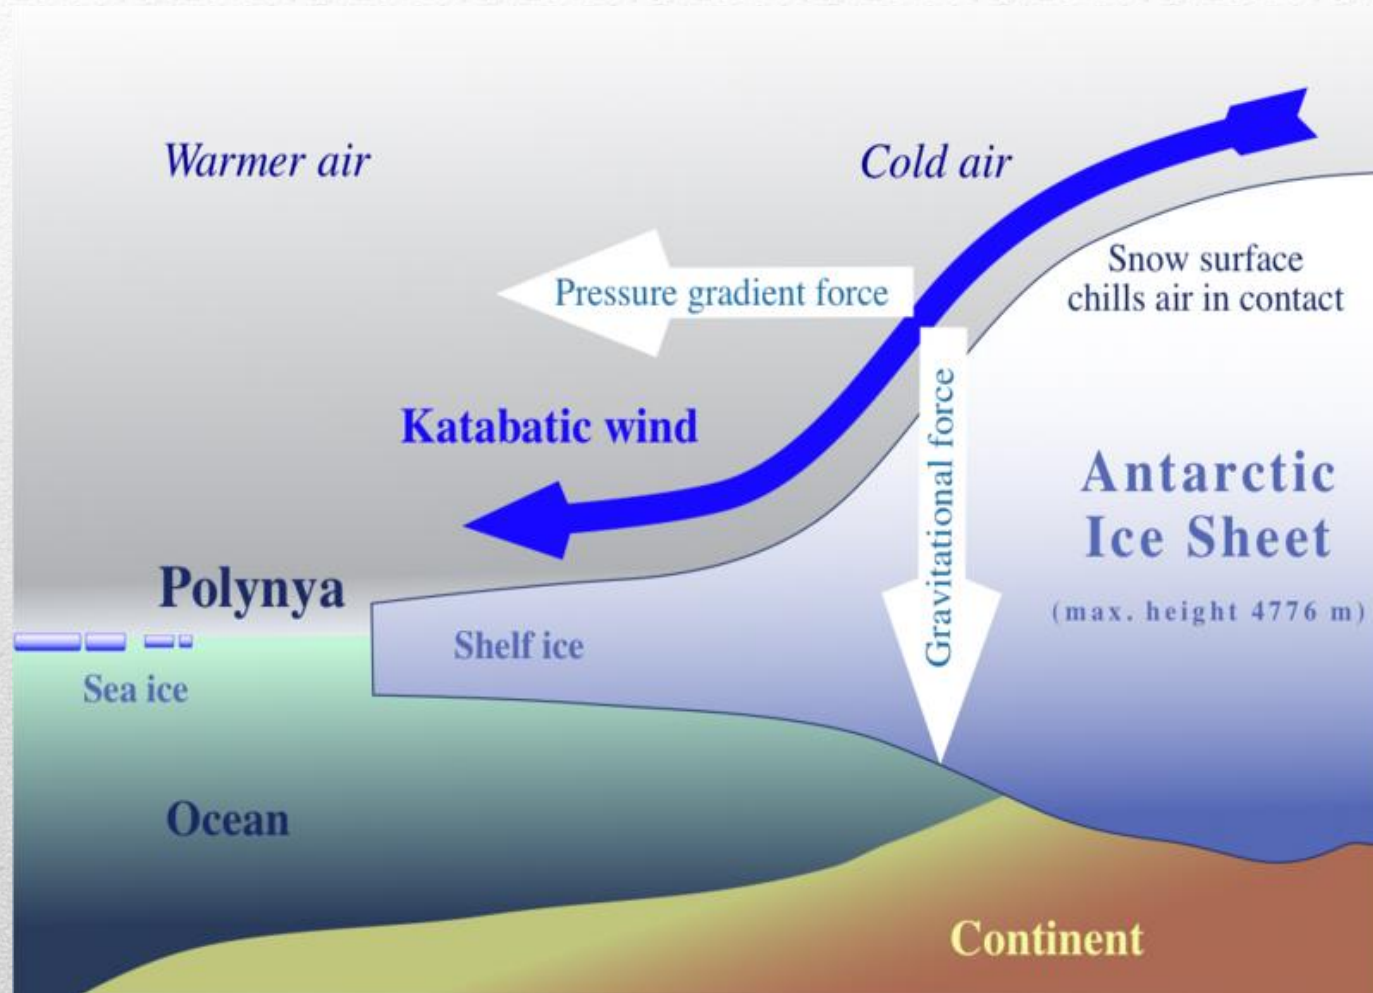 Warmer air
Cold air
Snow surface
chills air in contact
Pressure gradient force
Gravitational force
Katabatic wind
Antarctic
Ice Sheet
(max. height 4776 m)
Polynya
Shelf ice
Sea ice
Ocean
Continent